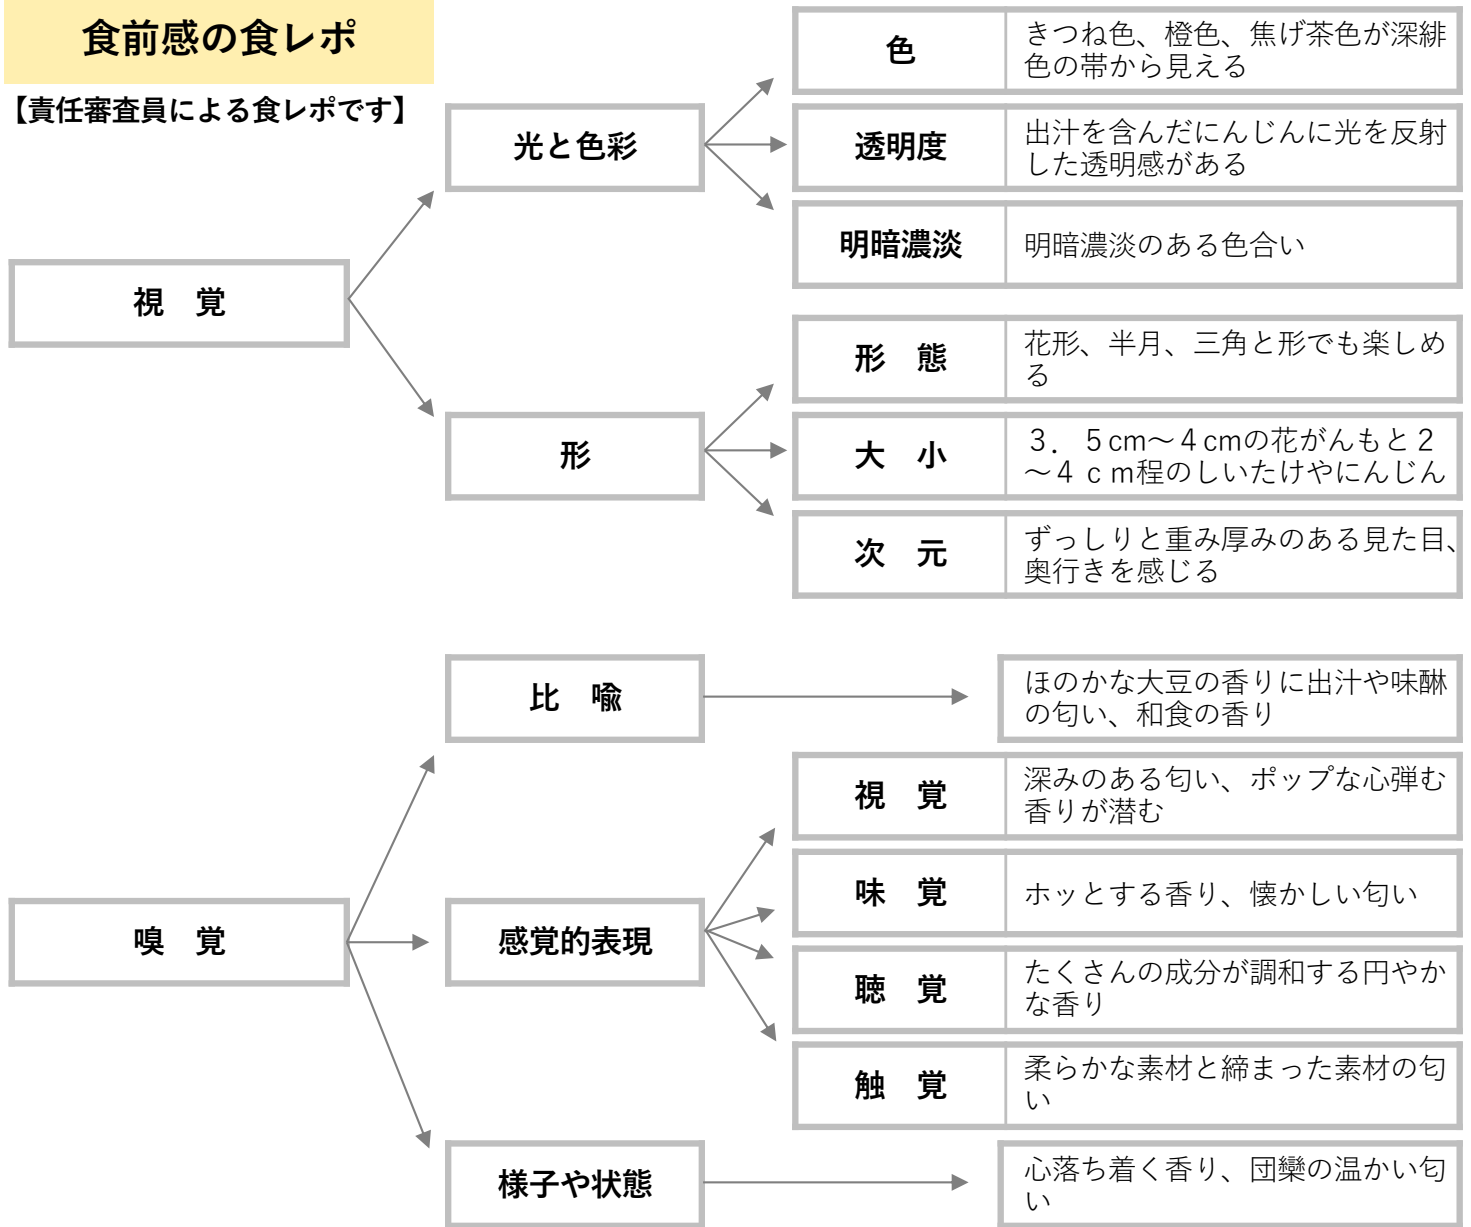 食前感の食レポ
【責任審査員による食レポです】
視　覚
光と色彩
色
きつね色、橙色、焦げ茶色が深緋
色の帯から見える
透明度
出汁を含んだにんじんに光を反射
した透明感がある
明暗濃淡
明暗濃淡のある色合い
形
形　態
花形、半月、三角と形でも楽しめ
る
大　小
３．５cm～４cmの花がんもと２
～４ｃｍ程のしいたけやにんじん
次　元
ずっしりと重み厚みのある見た目、
奥行きを感じる
嗅　覚
比　喩
ほのかな大豆の香りに出汁や味醂
の匂い、和食の香り
感覚的表現
視　覚
深みのある匂い、ポップな心弾む
香りが潜む
味　覚
ホッとする香り、懐かしい匂い
聴　覚
たくさんの成分が調和する円やか
な香り
触　覚
柔らかな素材と締まった素材の匂
い
様子や状態
心落ち着く香り、団欒の温かい匂
い